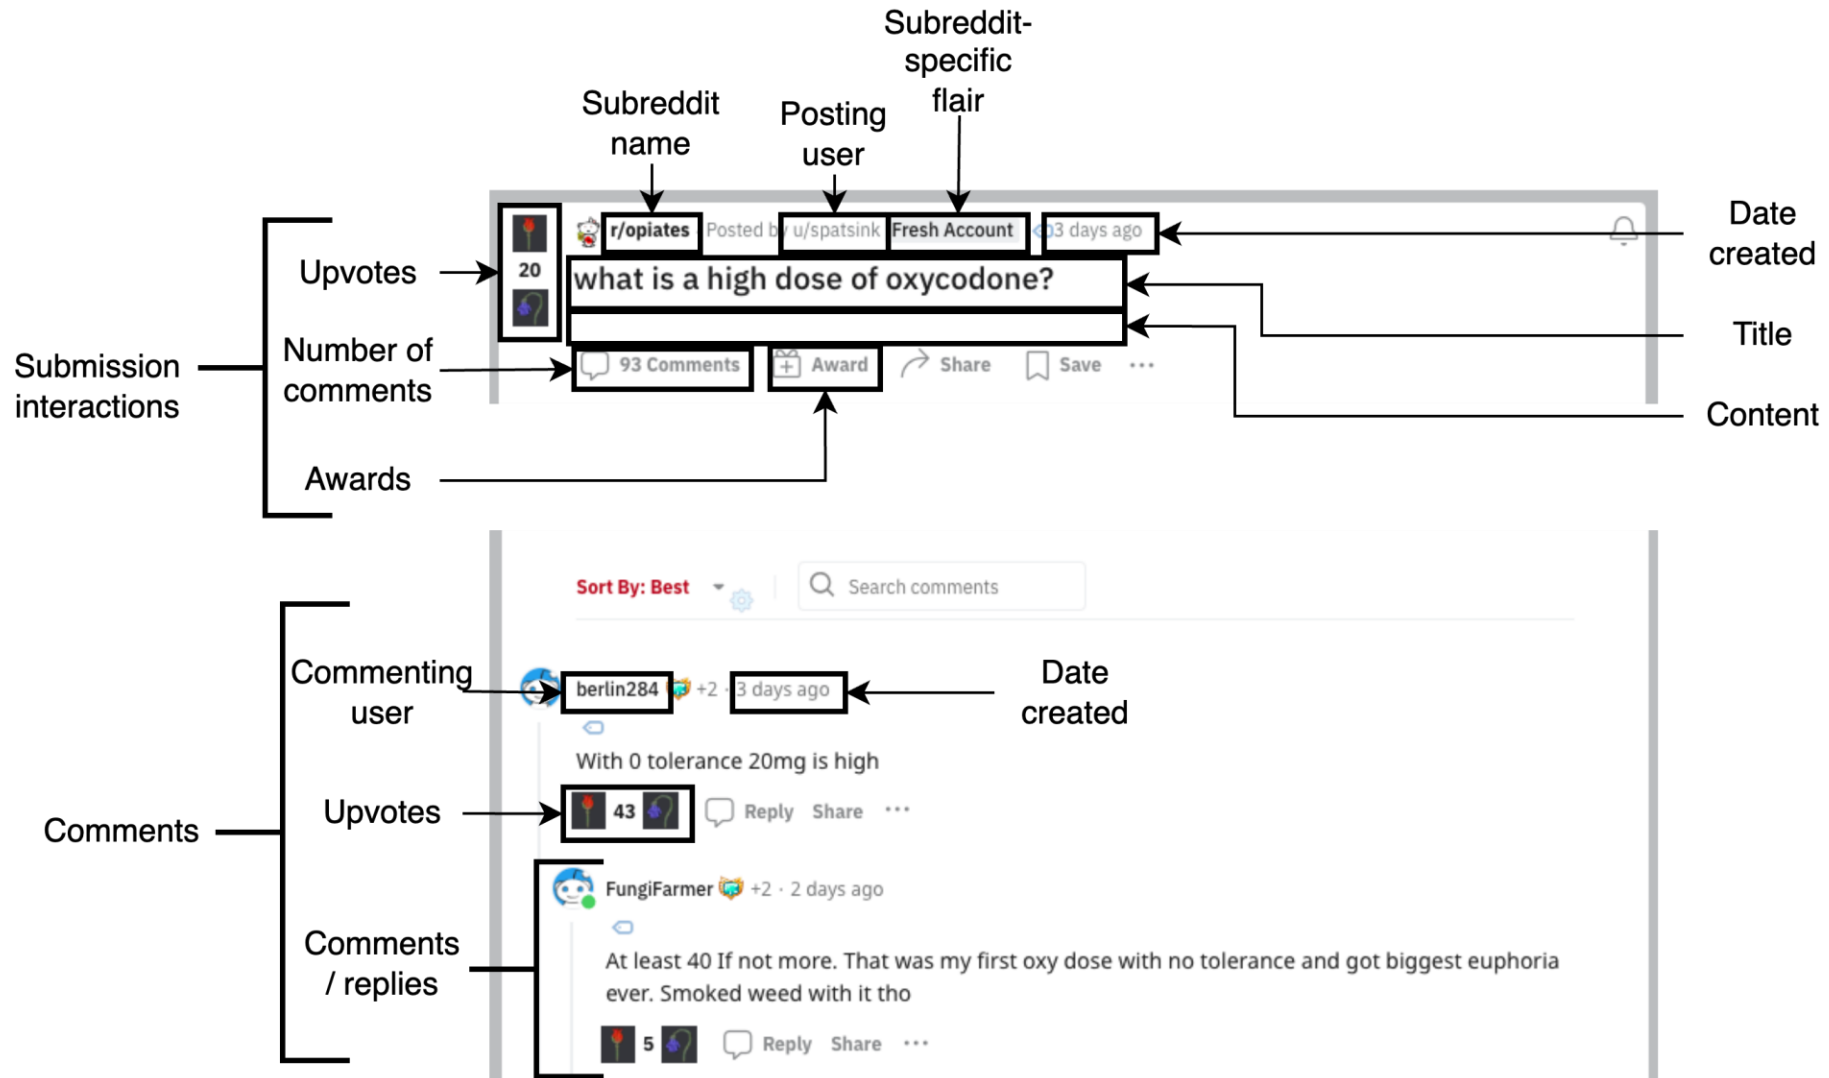 Subreddit-
specific
flair
Subreddit
name
Posting
user
Date
created
r/opiates Posted by u/spatsink Fresh Account 3 days ago
Upvotes
20
what is a high dose of oxycodone?
Title
Number of
comments
Submission
interactions
93 Comments Award Share Save ...
Content
Awards
Sort By: Best Search comments
Commenting
user
berlin284 +2 · 3 days ago
Date
created
With 0 tolerance 20mg is high
Upvotes
43 Reply Share ...
Comments
FungiFarmer +2 · 2 days ago
Comments
/ replies
At least 40 If not more. That was my first oxy dose with no tolerance and got biggest euphoria
ever. Smoked weed with it tho
5 Reply Share ...